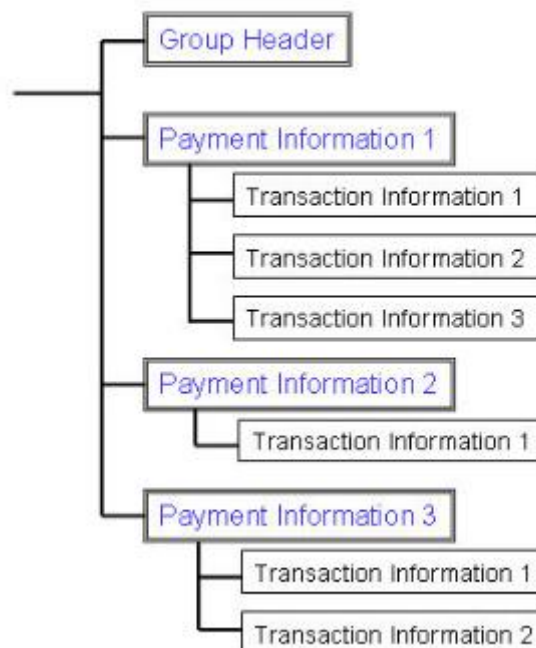 Group Header
Payment Information 1
Transaction Information 1
Transaction Information 2
Transaction Information 3
Payment Information 2
Transaction Information 1
Payment Information 3
Transaction Information 1
Transaction Information 2